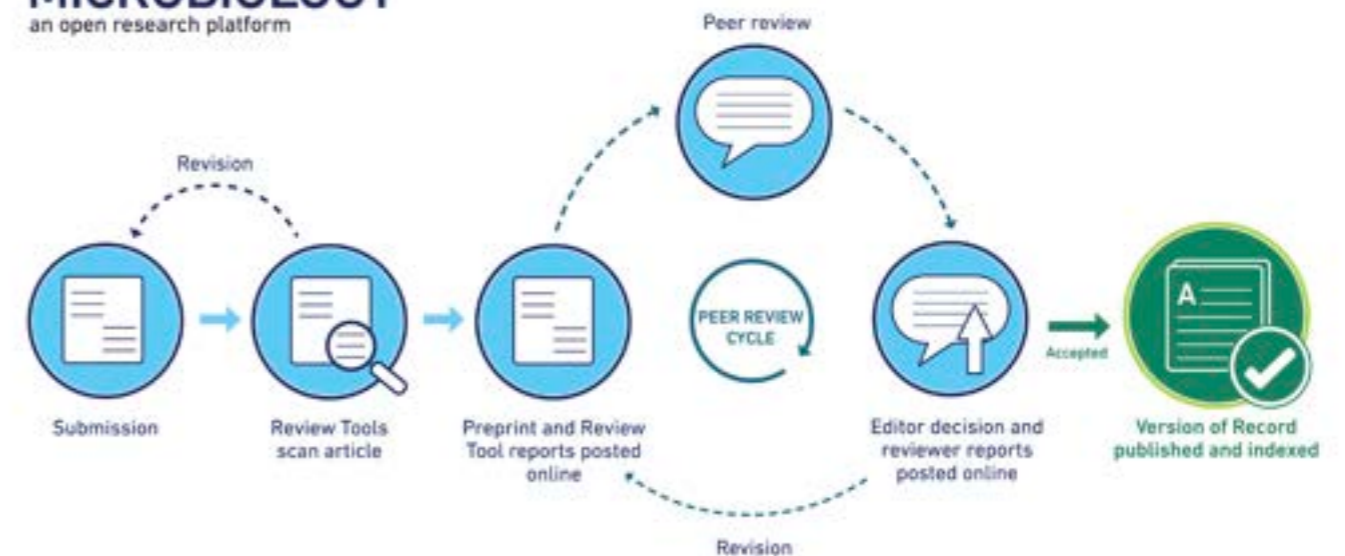 MICROBIOLOGY
an open research platform
Peer review
Revision
PEER REVIEW
CYCLE
A
Accepted
Submission
Review Tools
scan article
Preprint and Review
Tool reports posted
online
Editor decision and
reviewer reports
posted online
Version of Record
published and indexed
Revision